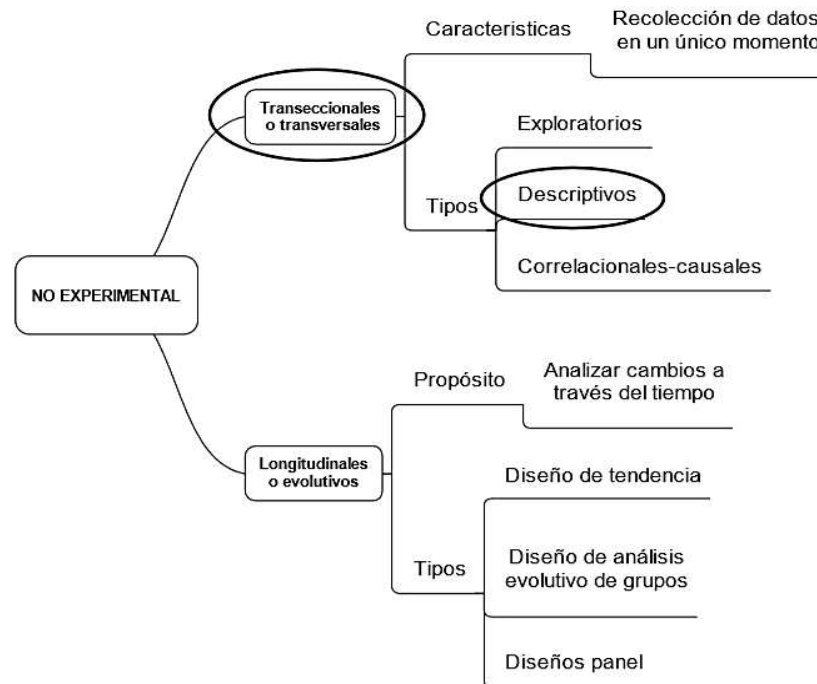 Caracteristicas
Recolección de datos
en un único momento
Transeccionales
o transversales
Exploratorios
Tipos
Descriptivos
Correlacionales-causales
NO EXPERIMENTAL
Propósito
Analizar cambios a
través del tiempo
Longitudinales
o evolutivos
Diseño de tendencia
Tipos
Diseño de análisis
evolutivo de grupos
Diseños panel